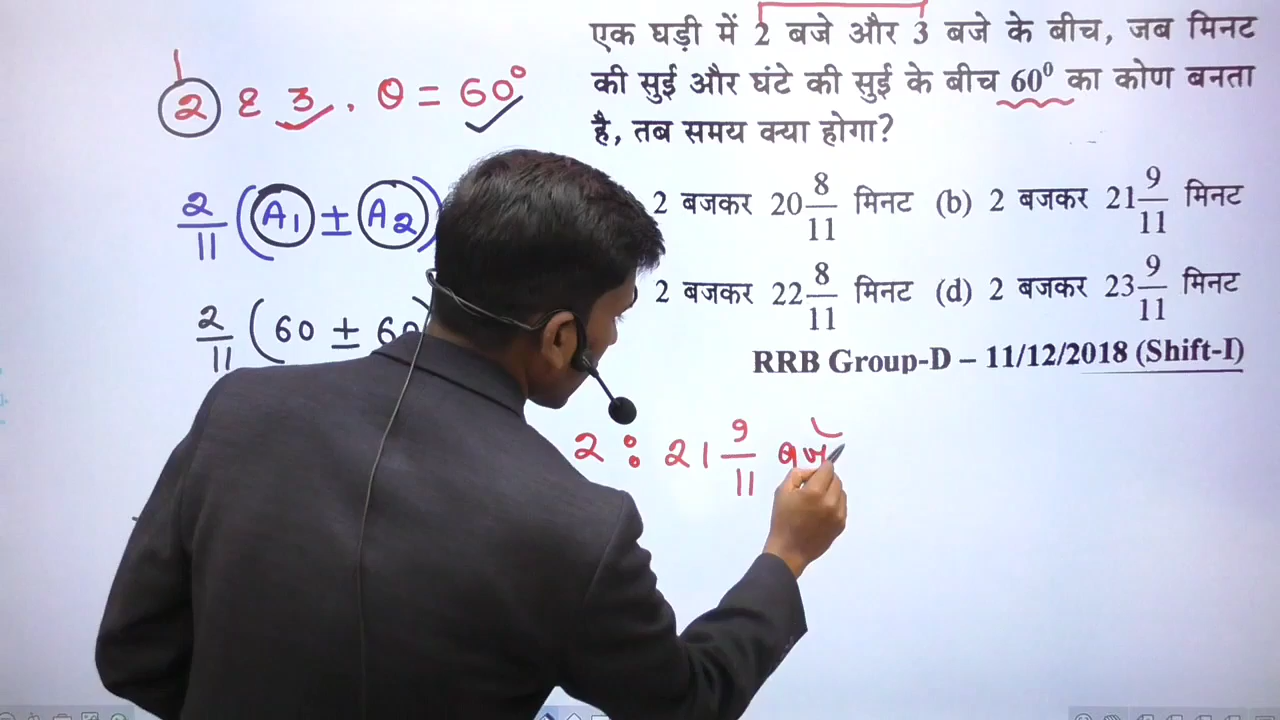 एक घड़ी में 2 बजे और 3 बजे के बीच, जब मिनट
की सुई और घंटे की सुई के बीच 60⁰ का कोण बनता
है, तब समय क्या होगा?
2 बजकर 20 8/11 मिनट (b) 2 बजकर 21 9/11 मिनट
2 बजकर 22 8/11 मिनट (d) 2 बजकर 23 9/11 मिनट
RRB Group-D – 11/12/2018 (Shift-I)
2 & 3, θ = 60°
2/11 (A1 ± A2)
2/11 (60 ± 60
2 : 21 9/11 बजे